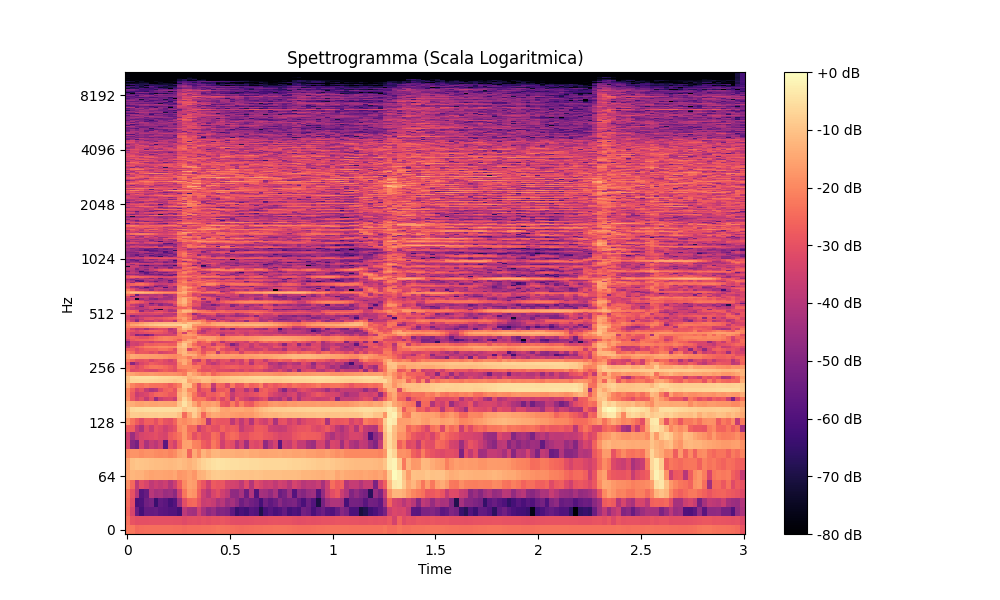 Spettrogramma (Scala Logaritmica)
Hz
8192
4096
2048
1024
512
256
128
64
0
0
0.5
1
1.5
2
2.5
3
Time
+0 dB
-10 dB
-20 dB
-30 dB
-40 dB
-50 dB
-60 dB
-70 dB
-80 dB